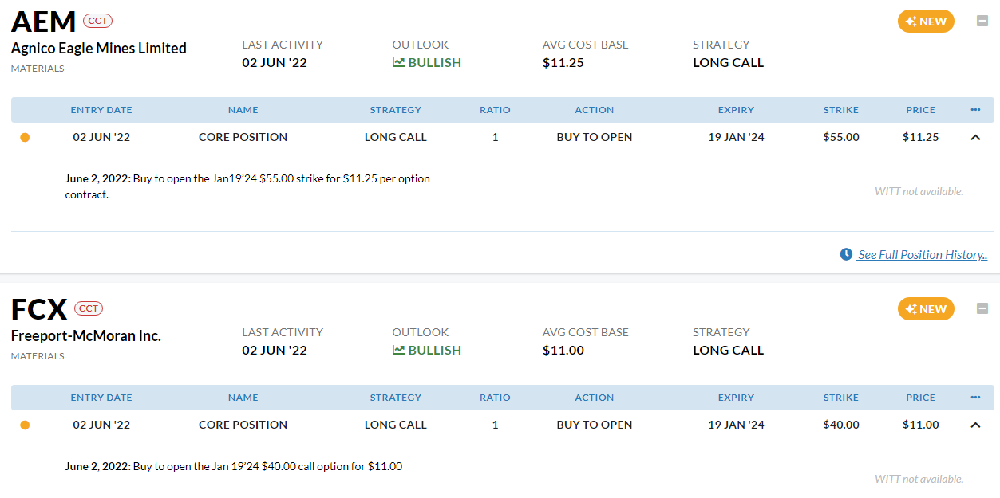 AEM CCT NEW
Agnico Eagle Mines Limited
MATERIALS
LAST ACTIVITY OUTLOOK AVG COST BASE STRATEGY
02 JUN '22 BULLISH $11.25 LONG CALL
ENTRY DATE NAME STRATEGY RATIO ACTION EXPIRY STRIKE PRICE ...
02 JUN '22 CORE POSITION LONG CALL 1 BUY TO OPEN 19 JAN '24 $55.00 $11.25
June 2, 2022: Buy to open the Jan19'24 $55.00 strike for $11.25 per option
contract.
WITT not available.
See Full Position History..
FCX CCT NEW
Freeport-McMoran Inc.
MATERIALS
LAST ACTIVITY OUTLOOK AVG COST BASE STRATEGY
02 JUN '22 BULLISH $11.00 LONG CALL
ENTRY DATE NAME STRATEGY RATIO ACTION EXPIRY STRIKE PRICE ...
02 JUN '22 CORE POSITION LONG CALL 1 BUY TO OPEN 19 JAN '24 $40.00 $11.00
June 2, 2022: Buy to open the Jan 19'24 $40.00 call option for $11.00
WITT not available.